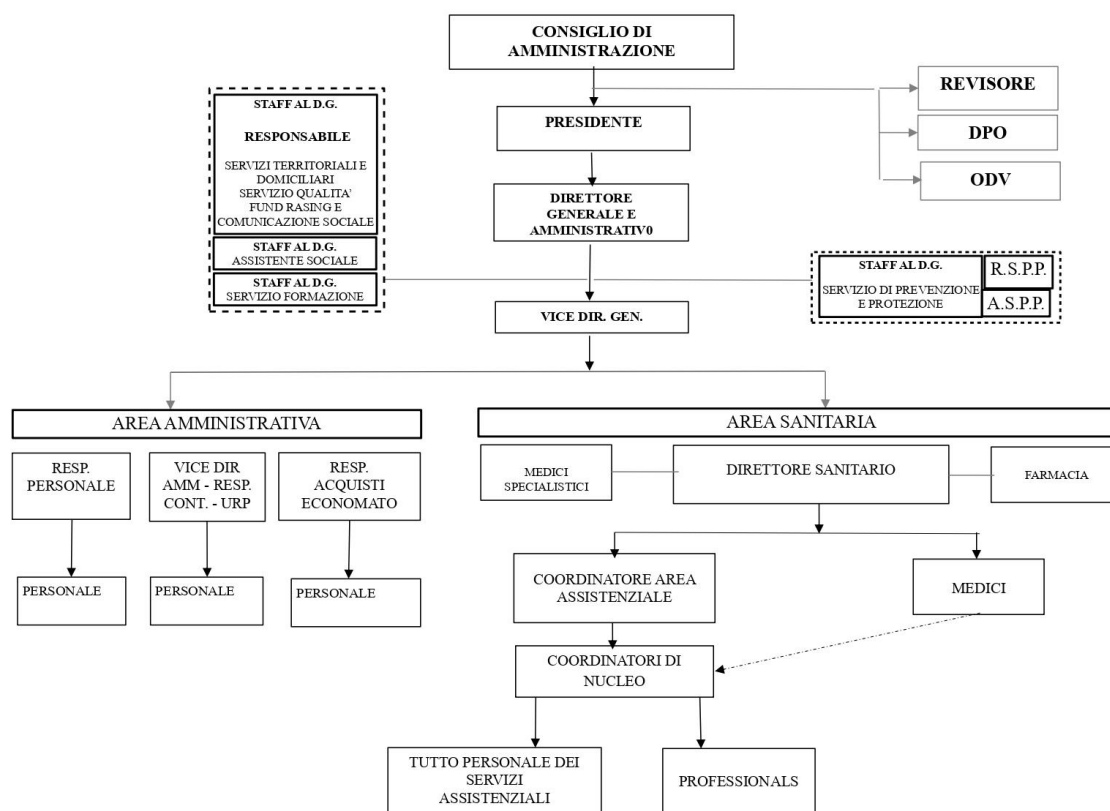 CONSIGLIO DI
AMMINISTRAZIONE
REVISORE
STAFF AL D.G.
RESPONSABILE
SERVIZI TERRITORIALI E
DOMICILIARI
SERVIZIO QUALITA'
FUND RASING E
COMUNICAZIONE SOCIALE
PRESIDENTE
DPO
ODV
DIRETTORE
GENERALE E
AMMINISTRATIV0
STAFF AL D.G.
ASSISTENTE SOCIALE
STAFF AL D.G.
SERVIZIO FORMAZIONE
STAFF AL D.G.
SERVIZIO DI PREVENZIONE
E PROTEZIONE
R.S.P.P.
A.S.P.P.
VICE DIR. GEN.
AREA AMMINISTRATIVA
AREA SANITARIA
RESP.
PERSONALE
VICE DIR
AMM - RESP.
CONT. - URP
RESP.
ACQUISTI
ECONOMATO
MEDICI
SPECIALISTICI
DIRETTORE SANITARIO
FARMACIA
PERSONALE
PERSONALE
PERSONALE
COORDINATORE AREA
ASSISTENZIALE
MEDICI
COORDINATORI DI
NUCLEO
TUTTO PERSONALE DEI
SERVIZI
ASSISTENZIALI
PROFESSIONALS